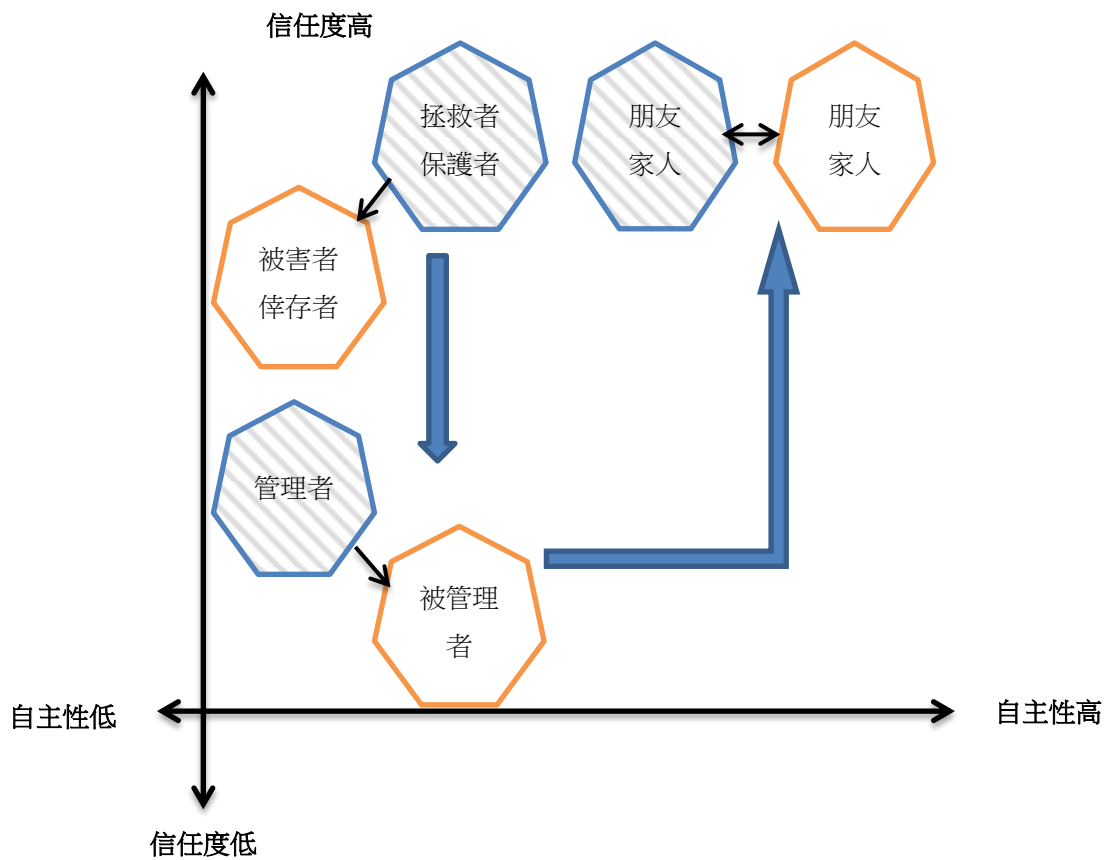 信任度高
拯救者
保護者
朋友
家人
朋友
家人
被害者
倖存者
管理者
被管理
者
自主性低
自主性高
信任度低